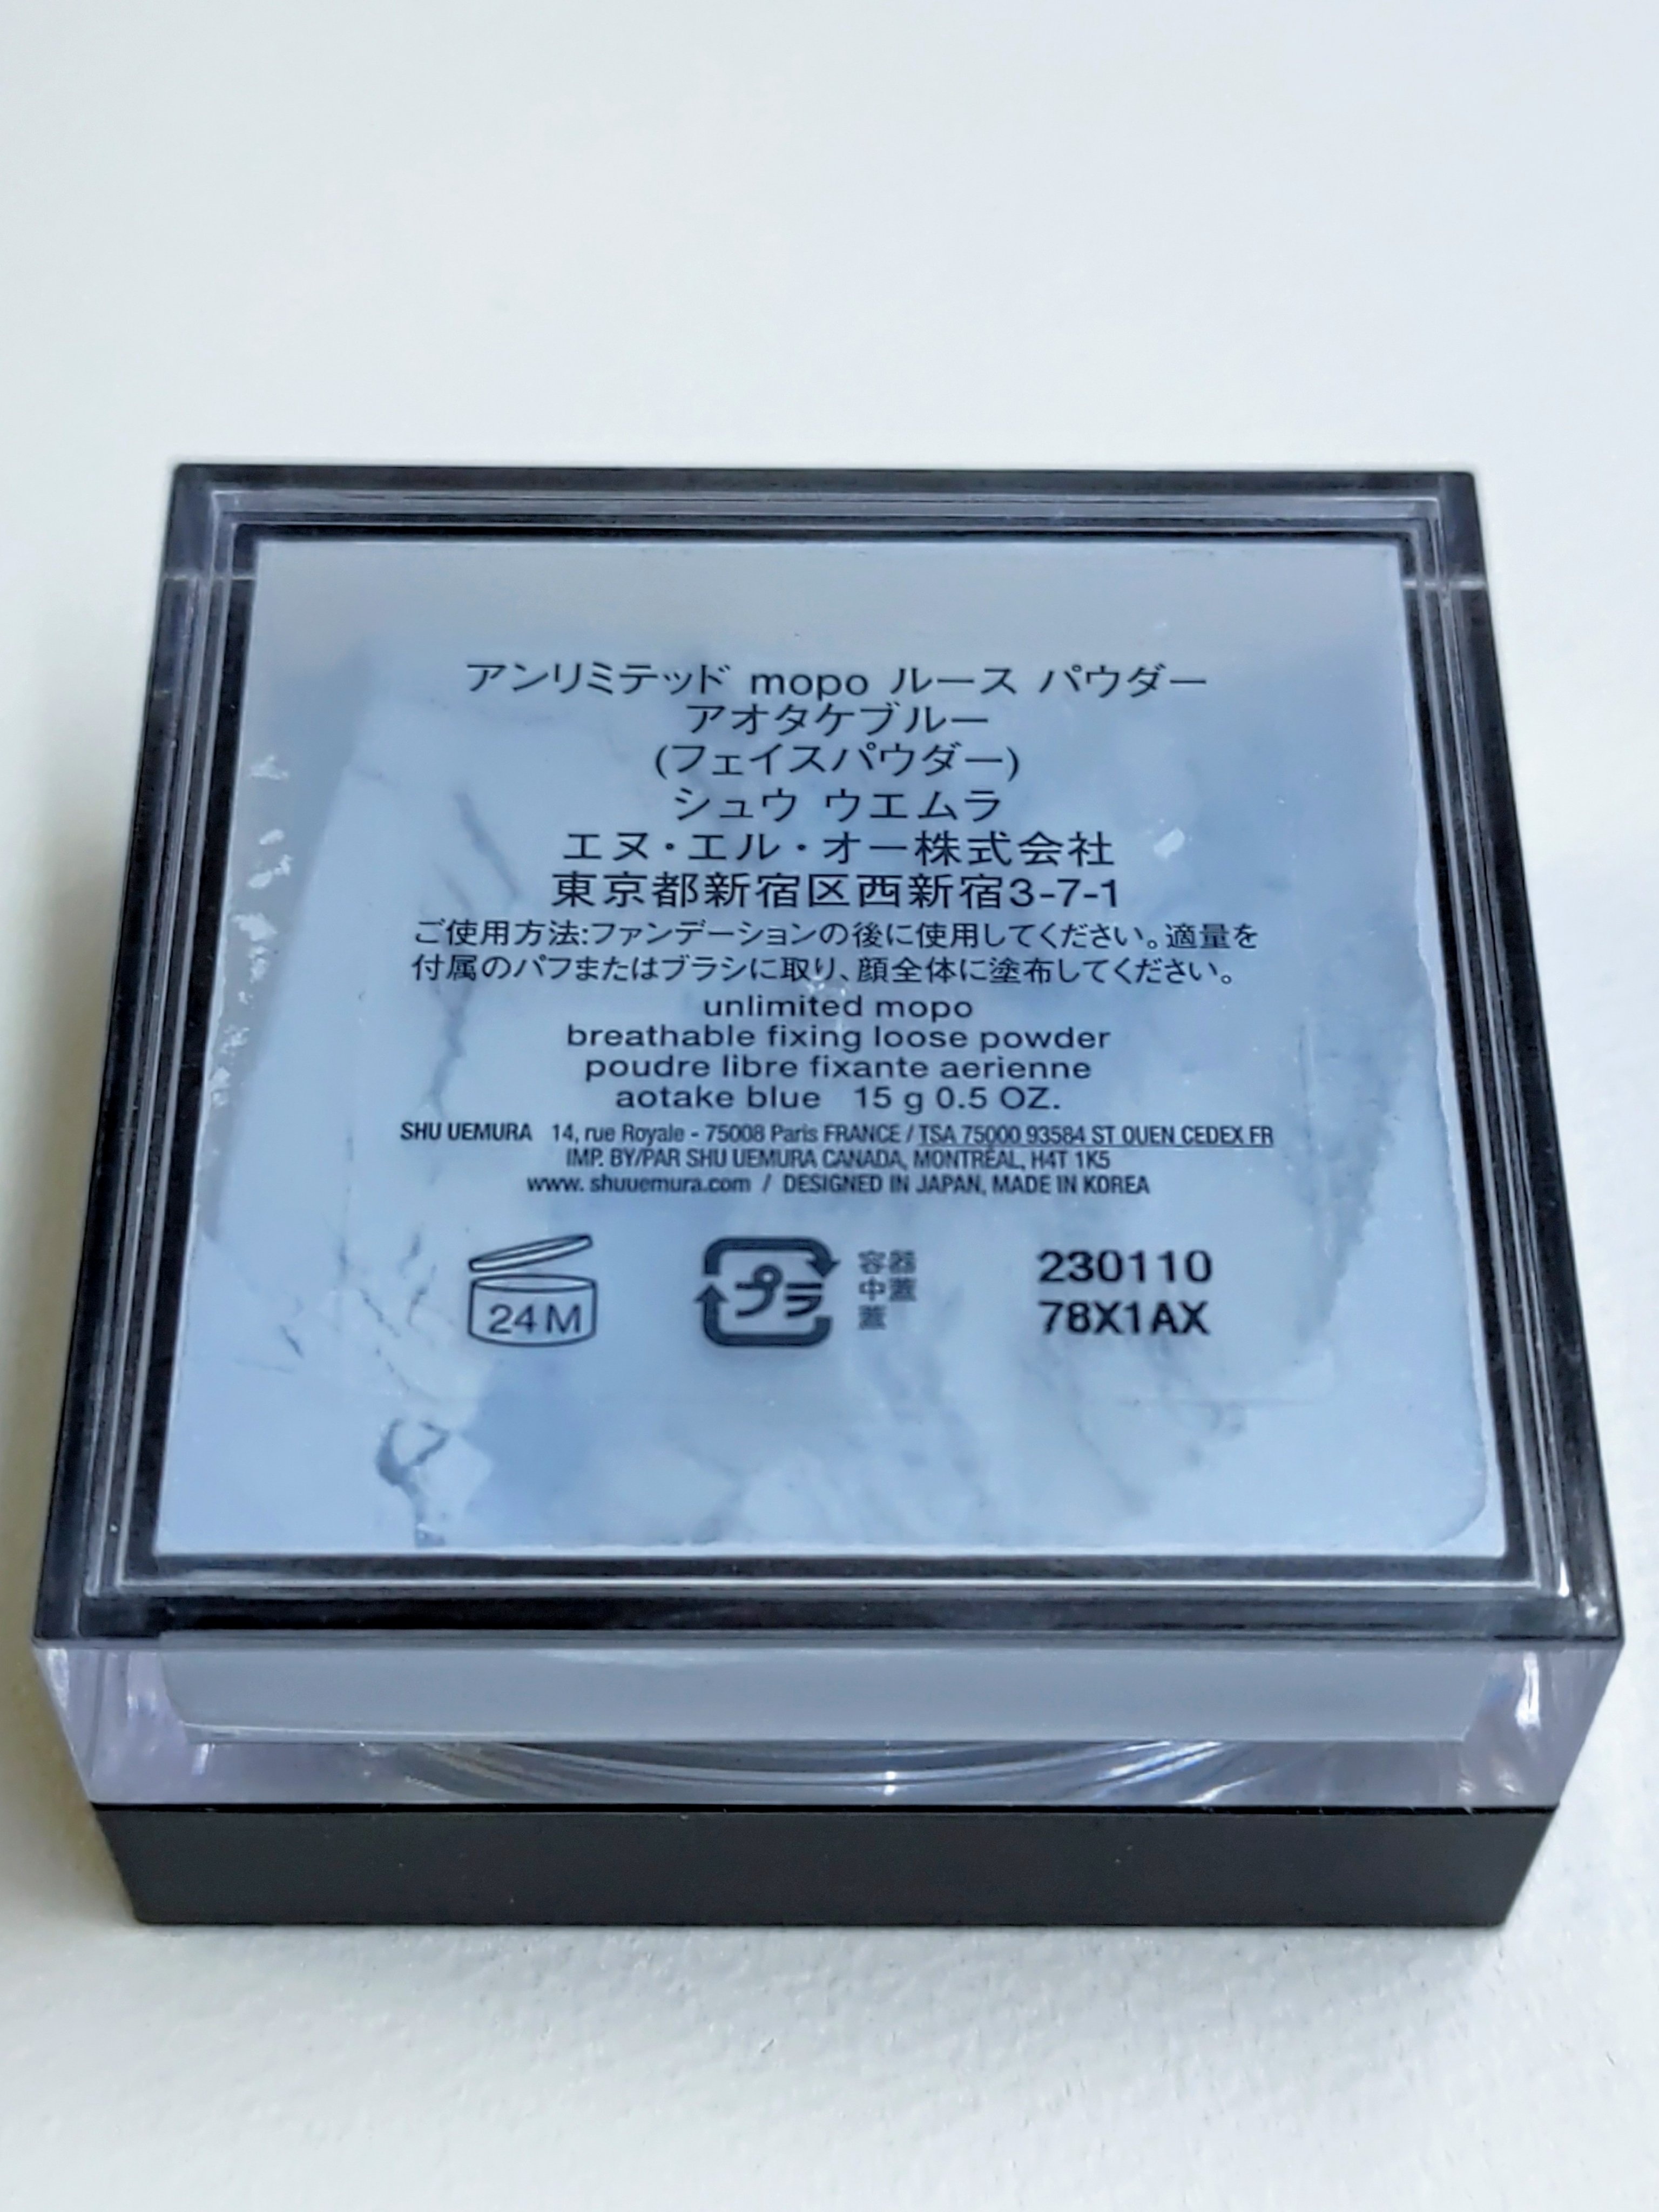 アンリミテッド mopo ルース パウダー
アオタケブルー
(フェイスパウダー)
シュウ ウエムラ
エヌ・エル・オー株式会社
東京都新宿区西新宿3-7-1
ご使用方法:ファンデーションの後に使用してください。適量を
付属のパフまたはブラシに取り、顔全体に塗布してください。
unlimited mopo
breathable fixing loose powder
poudre libre fixante aerienne
aotake blue 15 g 0.5 OZ.
SHU UEMURA 14, rue Royale - 75008 Paris FRANCE / TSA 75000 93584 ST OUEN CEDEX FR
IMP. BY/PAR SHU UEMURA CANADA, MONTRÉAL, H4T 1K5
www. shuuemura.com / DESIGNED IN JAPAN, MADE IN KOREA
24M
プラ
容器
中蓋
蓋
230110
78X1AX